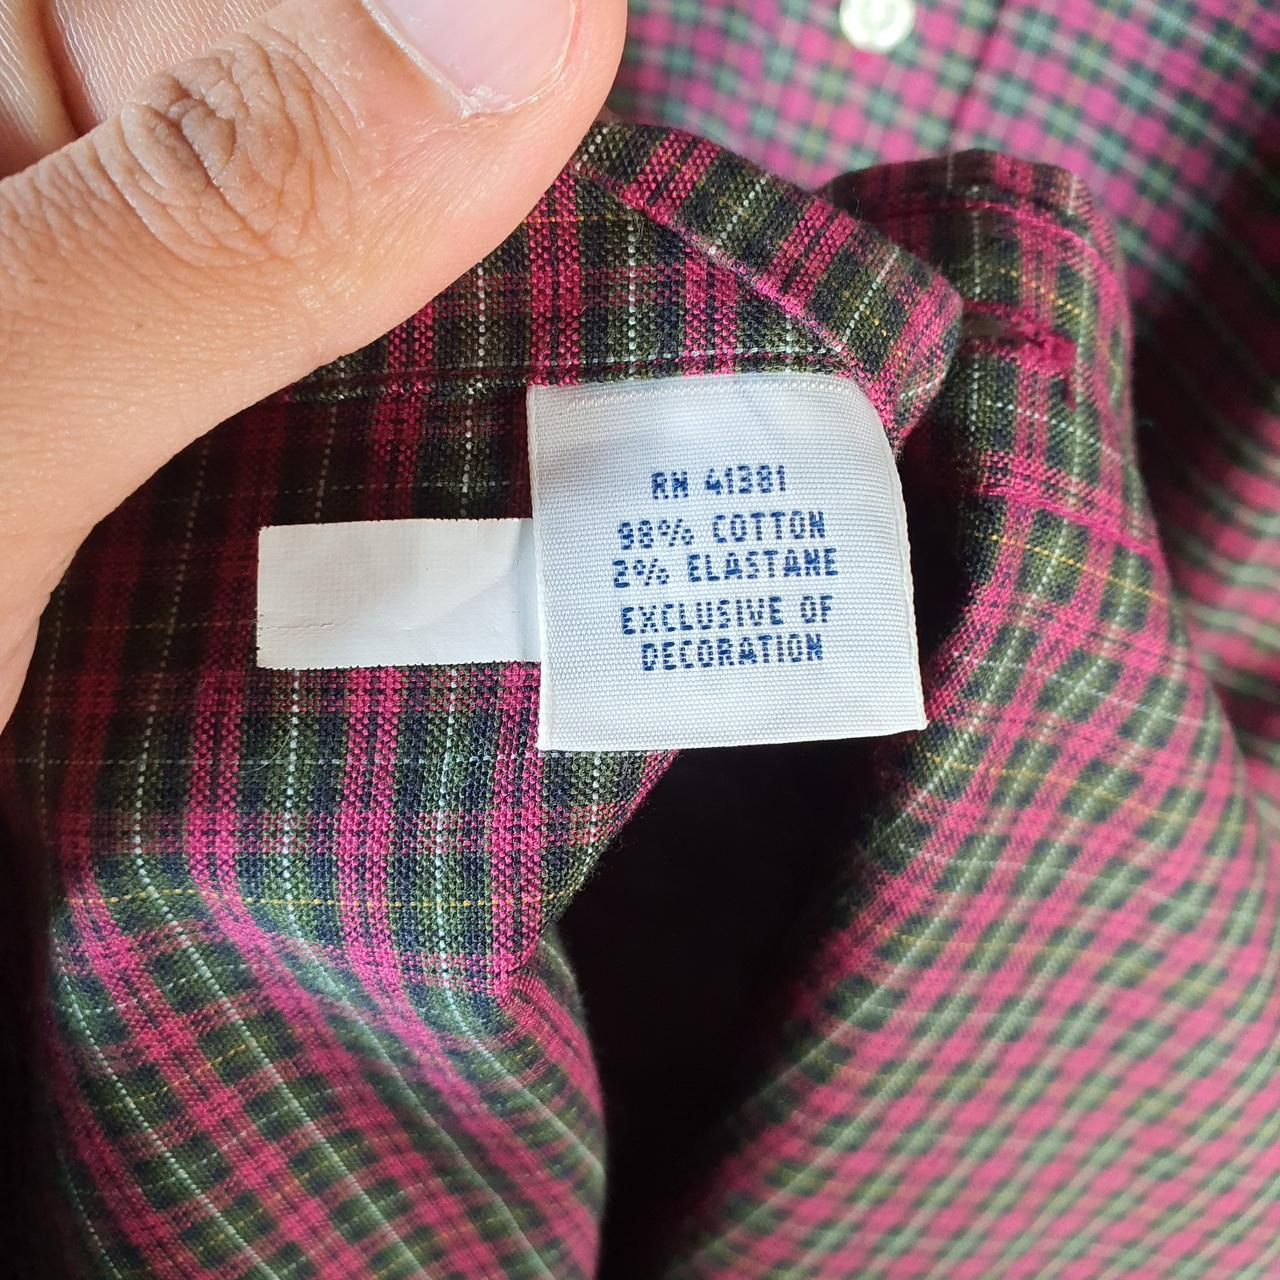 RN 41381
98% COTTON
2% ELASTANE
EXCLUSIVE OF
DECORATION